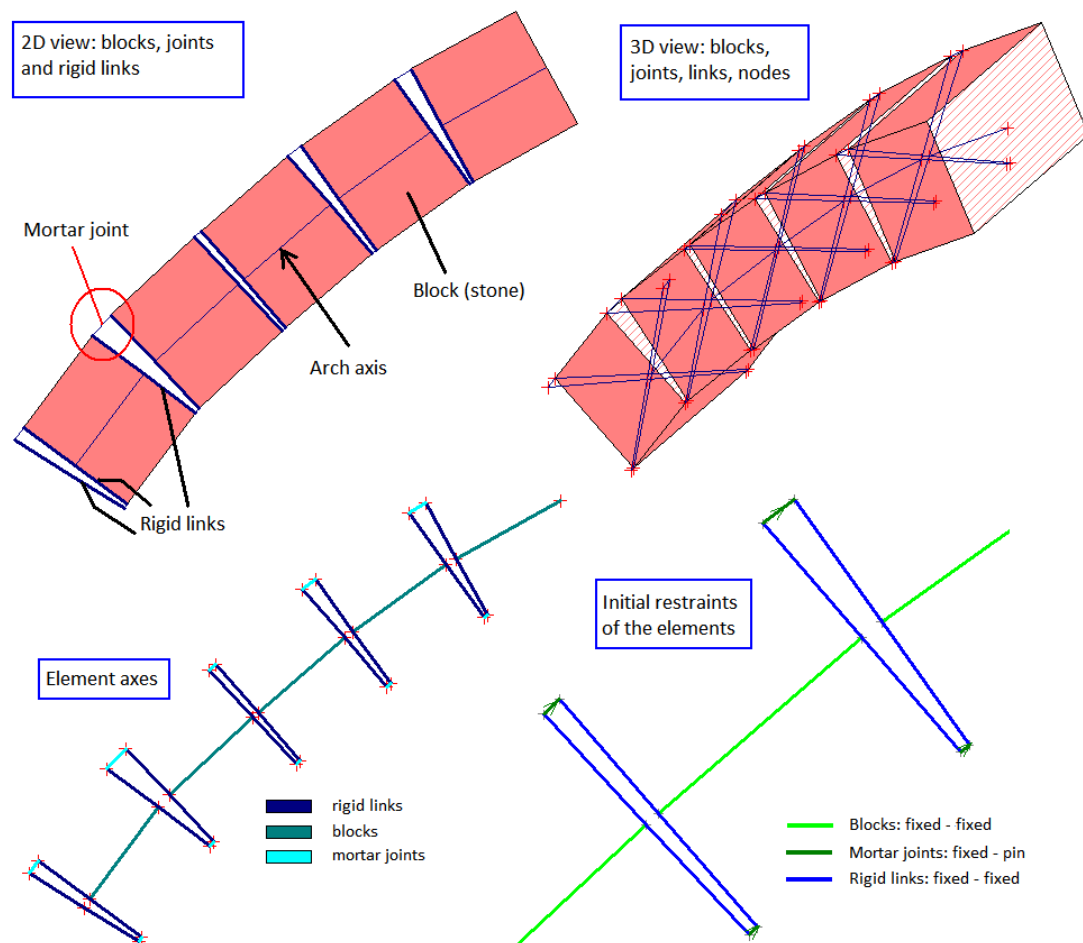 2D view: blocks, joints
and rigid links
3D view: blocks,
joints, links, nodes
Mortar joint
Block (stone)
Arch axis
Rigid links
Initial restraints
of the elements
Element axes
rigid links
blocks
mortar joints
Blocks: fixed - fixed
Mortar joints: fixed - pin
Rigid links: fixed - fixed